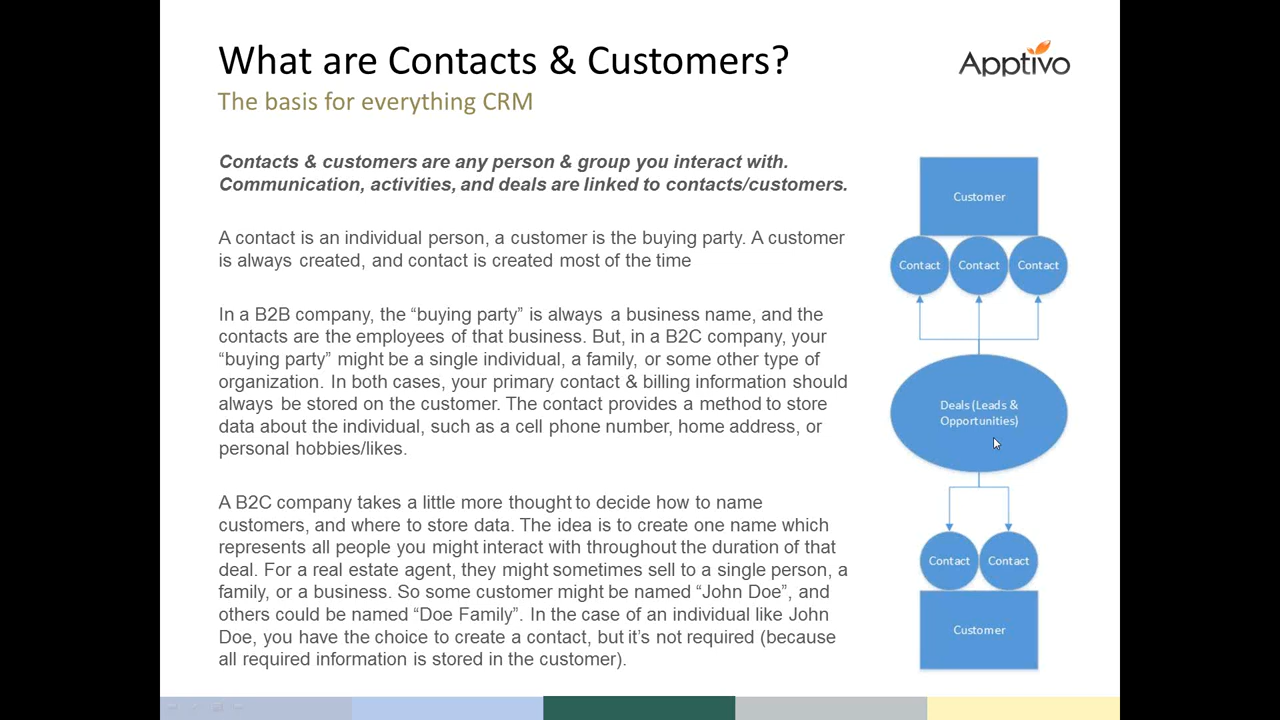 What are Contacts & Customers?
Apptivo
The basis for everything CRM
Contacts & customers are any person & group you interact with.
Communication, activities, and deals are linked to contacts/customers.
A contact is an individual person, a customer is the buying party. A customer
is always created, and contact is created most of the time
In a B2B company, the “buying party” is always a business name, and the
contacts are the employees of that business. But, in a B2C company, your
“buying party” might be a single individual, a family, or some other type of
organization. In both cases, your primary contact & billing information should
always be stored on the customer. The contact provides a method to store
data about the individual, such as a cell phone number, home address, or
personal hobbies/likes.
A B2C company takes a little more thought to decide how to name
customers, and where to store data. The idea is to create one name which
represents all people you might interact with throughout the duration of that
deal. For a real estate agent, they might sometimes sell to a single person, a
family, or a business. So some customer might be named “John Doe”, and
others could be named “Doe Family”. In the case of an individual like John
Doe, you have the choice to create a contact, but it’s not required (because
all required information is stored in the customer).
Customer
Contact Contact Contact
Deals (Leads &
Opportunities)
Contact Contact
Customer